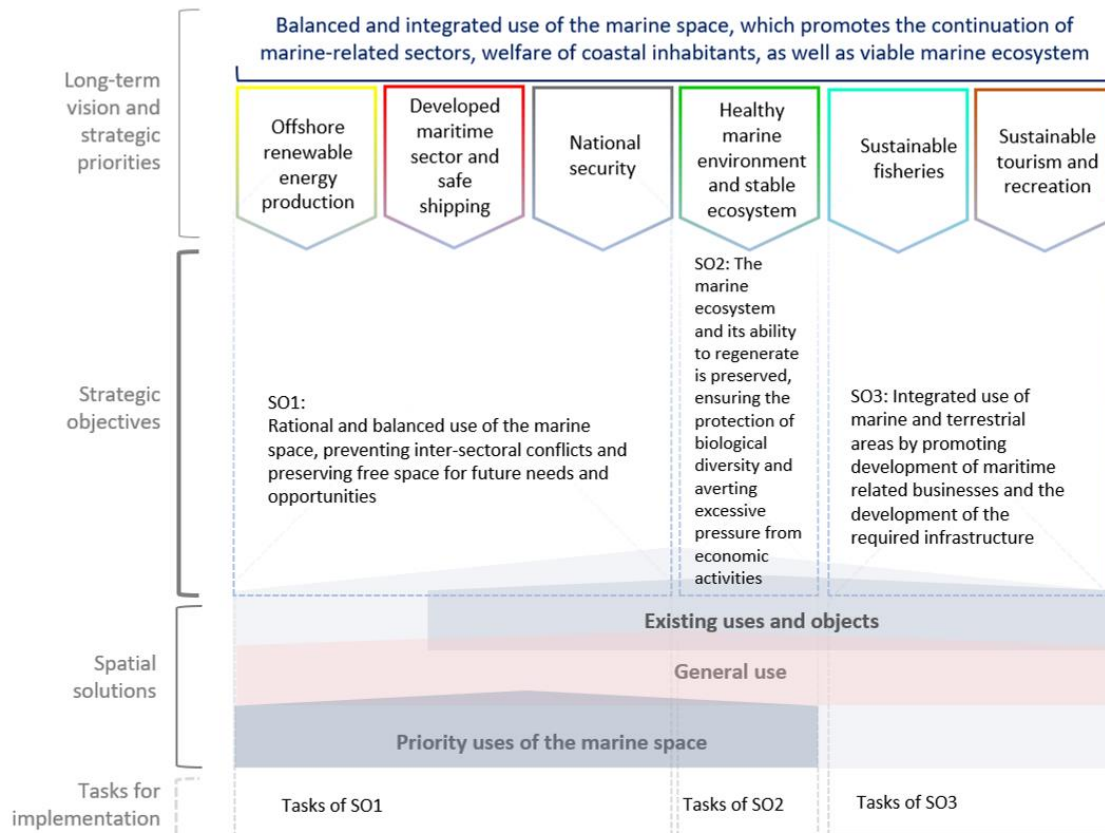 Balanced and integrated use of the marine space, which promotes the continuation of
marine-related sectors, welfare of coastal inhabitants, as well as viable marine ecosystem
Long-term
vision and
strategic
priorities
Offshore
renewable
energy
production
Developed
maritime
sector and
safe
shipping
National
security
Healthy
marine
environment
and stable
ecosystem
Sustainable
fisheries
Sustainable
tourism and
recreation
Strategic
objectives
SO1:
Rational and balanced use of the marine
space, preventing inter-sectoral conflicts and
preserving free space for future needs and
opportunities
SO2: The
marine
ecosystem
and its ability
to regenerate
is preserved,
ensuring the
protection of
biological
diversity and
averting
excessive
pressure from
economic
activities
SO3: Integrated use of
marine and terrestrial
areas by promoting
development of maritime
related businesses and the
development of the
required infrastructure
Spatial
solutions
Existing uses and objects
General use
Priority uses of the marine space
Tasks for
implementation
Tasks of SO1
Tasks of SO2
Tasks of SO3